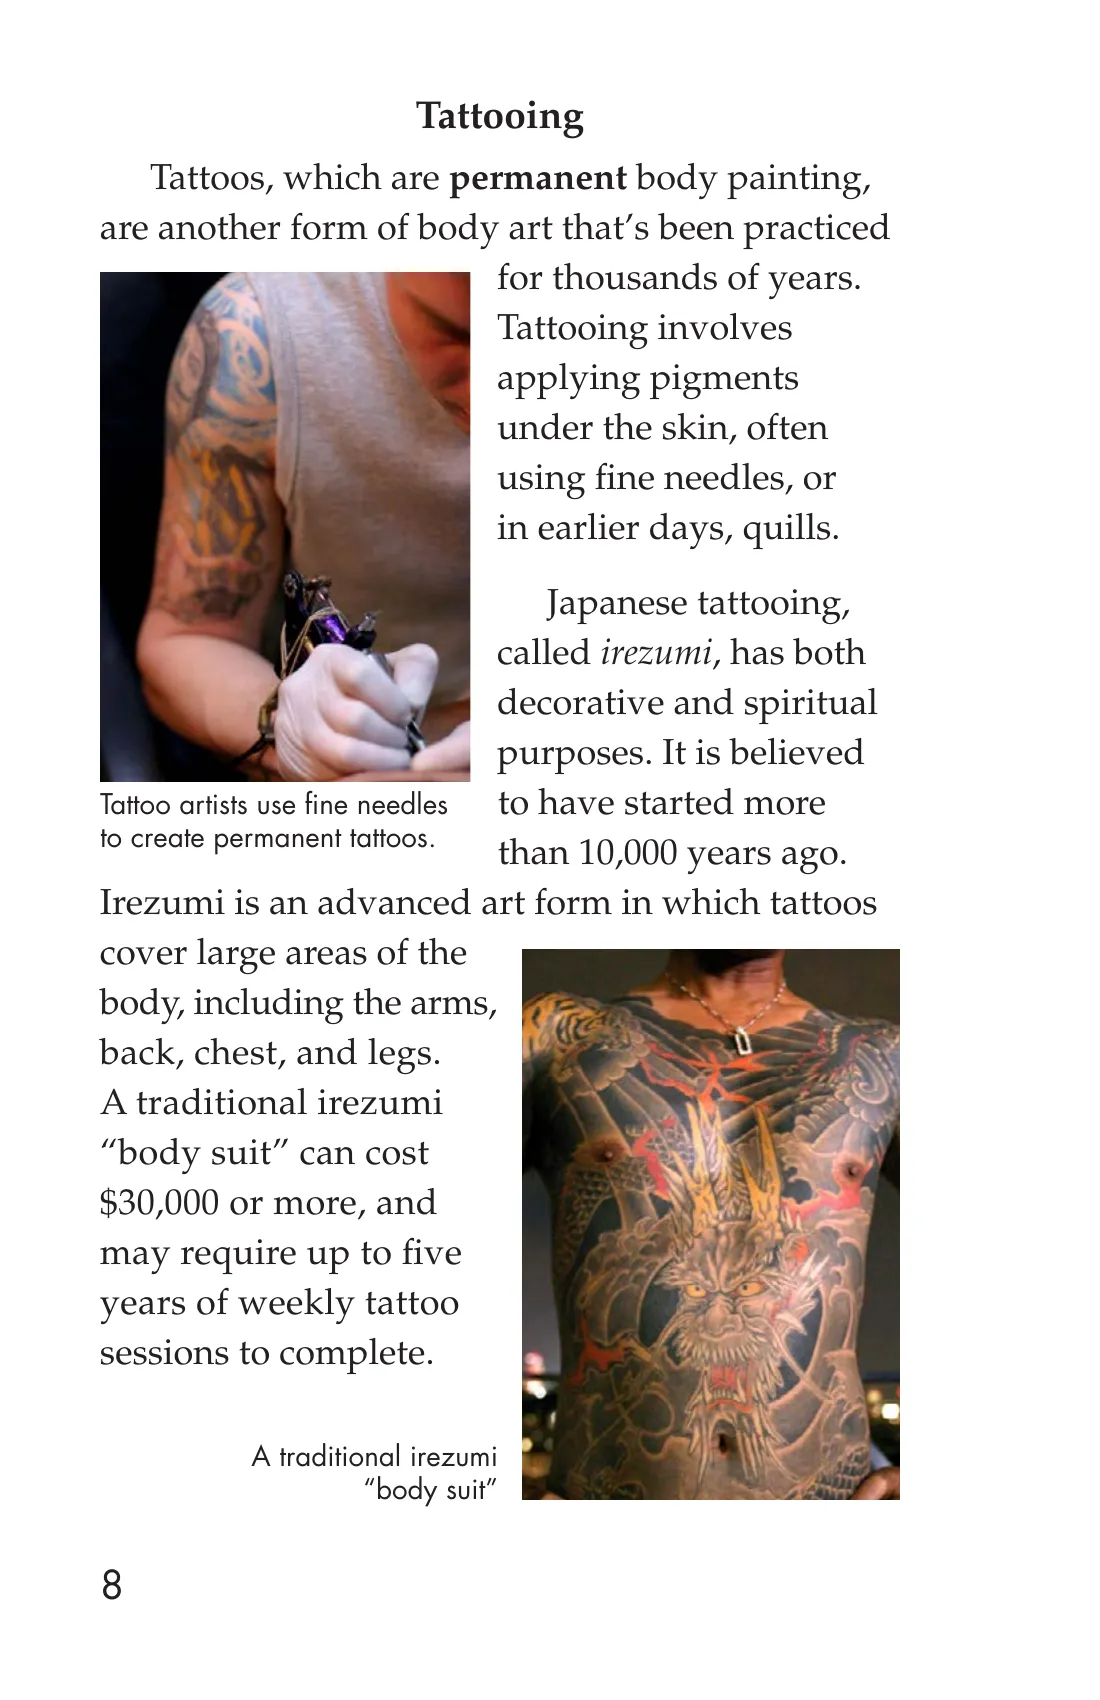 Tattooing
Tattoos, which are permanent body painting,
are another form of body art that’s been practiced
for thousands of years.
Tattooing involves
applying pigments
under the skin, often
using fine needles, or
in earlier days, quills.
Tattoo artists use fine needles
to create permanent tattoos.
Japanese tattooing,
called irezumi, has both
decorative and spiritual
purposes. It is believed
to have started more
than 10,000 years ago.
Irezumi is an advanced art form in which tattoos
cover large areas of the
body, including the arms,
back, chest, and legs.
A traditional irezumi
“body suit” can cost
$30,000 or more, and
may require up to five
years of weekly tattoo
sessions to complete.
A traditional irezumi
“body suit”
8